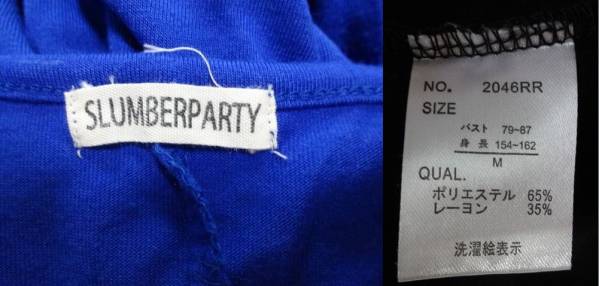 SLUMBERPARTY
NO. 2046RR
SIZE
バスト 79~87
身長 154~162
M
QUAL.
ポリエステル 65%
レーヨン 35%
洗濯絵表示